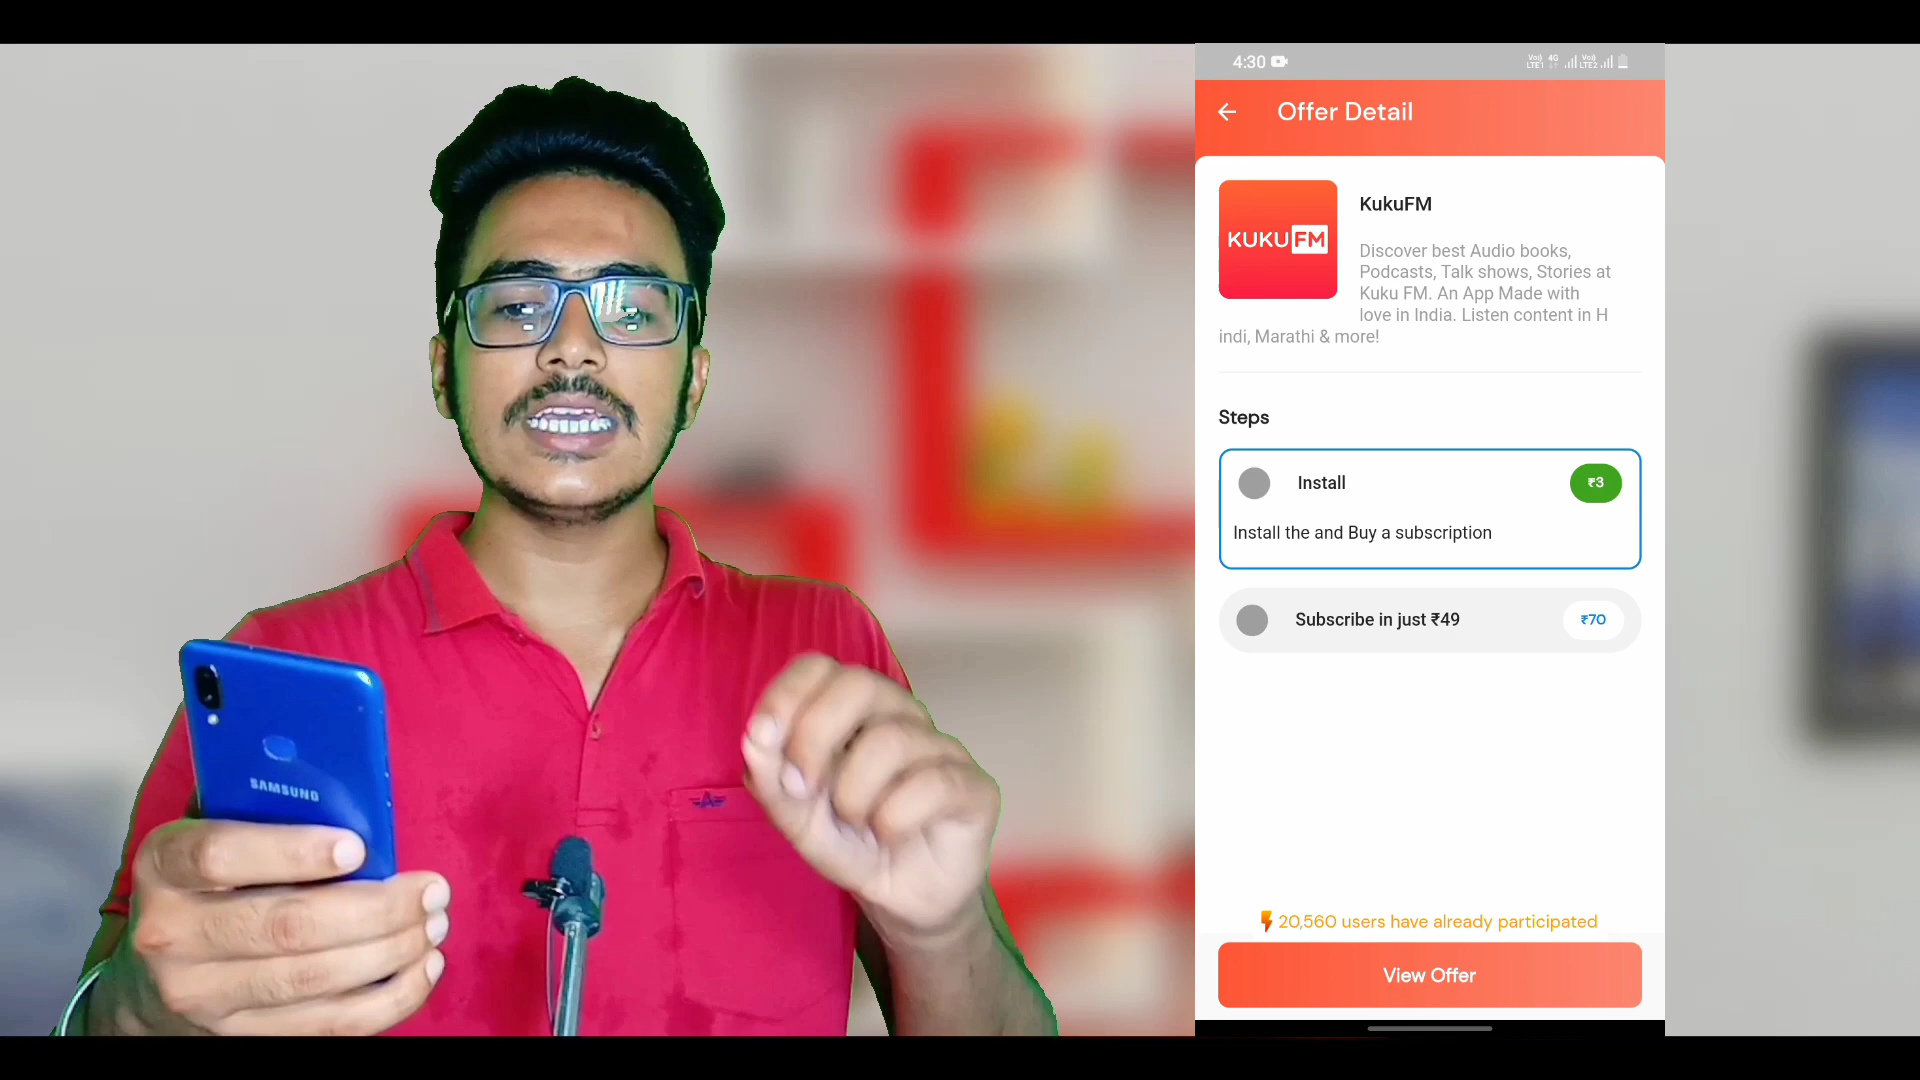 4:30
Offer Detail
KUKU FM
KukuFM
Discover best Audio books,
Podcasts, Talk shows, Stories at
Kuku FM. An App Made with
love in India. Listen content in H
indi, Marathi & more!
Steps
Install ₹3
Install the and Buy a subscription
Subscribe in just ₹49 ₹70
20,560 users have already participated
View Offer
SAMSUNG